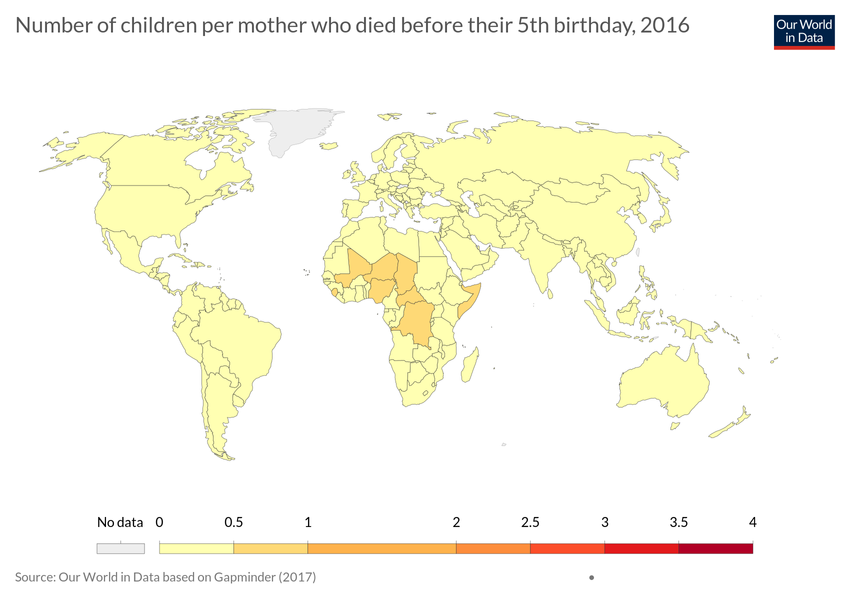 Number of children per mother who died before their 5th birthday, 2016
Our World
in Data
No data 0 0.5 1 2 2.5 3 3.5 4
Source: Our World in Data based on Gapminder (2017)